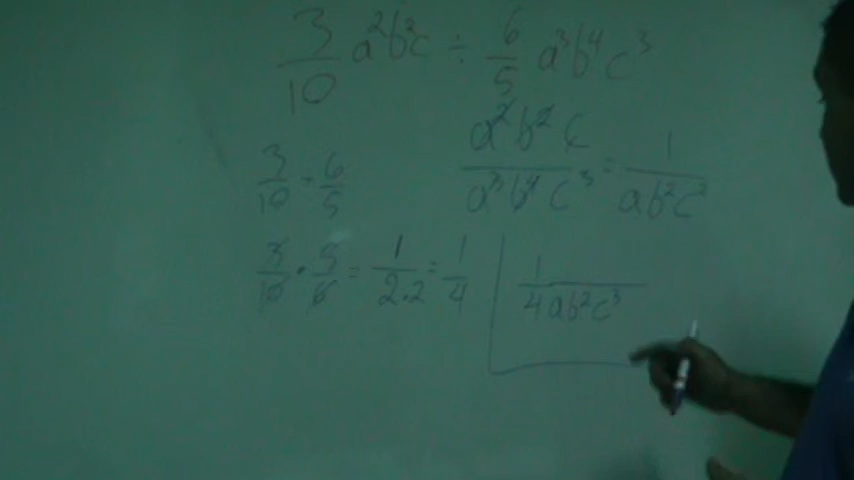 3/10 a²b²c ÷ 6/5 a³b⁴c³
a²b²c / a³b⁴c³ = 1 / ab²c²
3/10 ÷ 6/5
3/10 · 5/6 = 1/2·2 = 1/4
1 / 4ab²c³